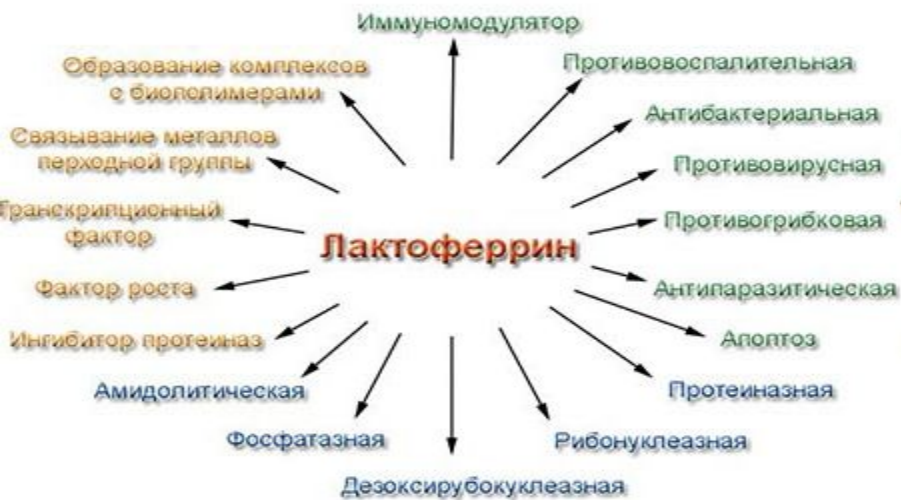 Иммуномодулятор
Образование комплексов
с биополимерами
Противовоспалительная
Антибактериальная
Связывание металлов
перходной группы
Противовирусная
Транскрипционный
фактор
Противогрибковая
Лактоферрин
Фактор роста
Антипаразитическая
Ингибитор протеиназ
Апоптоз
Амидолитическая
Протеиназная
Фосфатазная
Рибонуклеазная
Дезоксирубокуклеазная